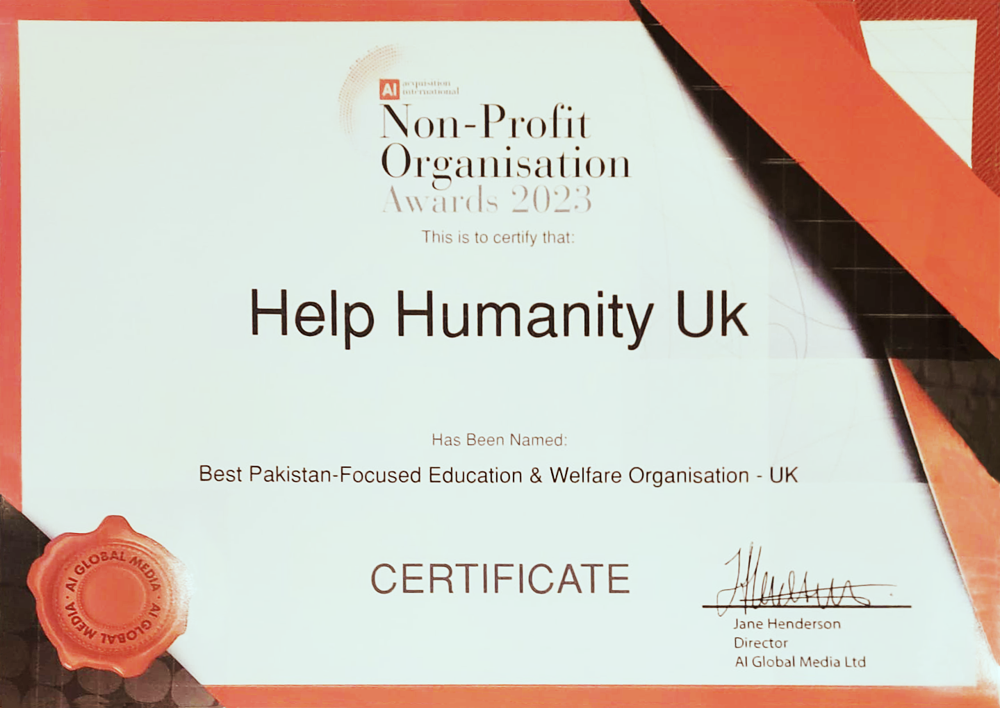 AI acquisition
international
Non-Profit
Organisation
Awards 2023
This is to certify that:
Help Humanity Uk
Has Been Named:
Best Pakistan-Focused Education & Welfare Organisation - UK
CERTIFICATE
Jane Henderson
Director
AI Global Media Ltd
AI GLOBAL MEDIA · AI GLOBAL MEDIA ·